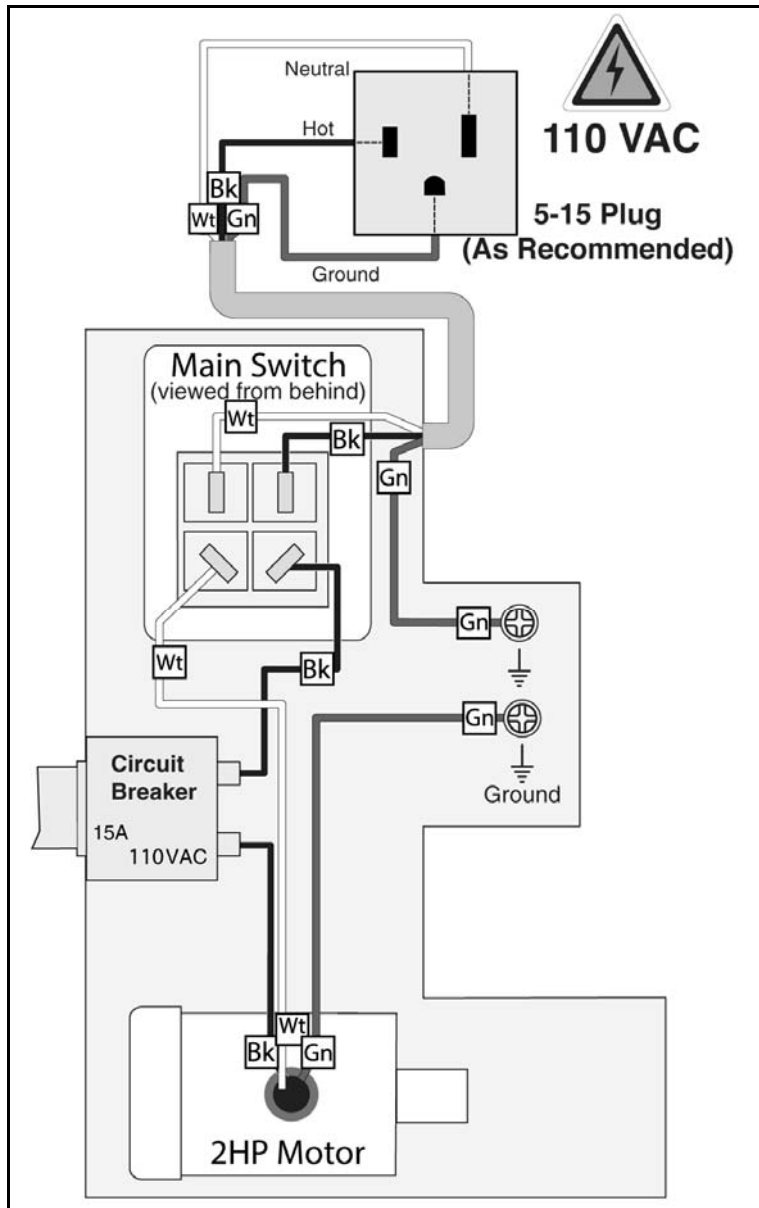 Neutral
110 VAC
Hot
Bk
Wt
Gn
5-15 Plug
(As Recommended)
Ground
Main Switch
(viewed from behind)
Wt
Bk
Gn
Gn
Wt
Bk
Gn
Ground
Circuit
Breaker
15A
110VAC
Wt
Bk
Gn
2HP Motor